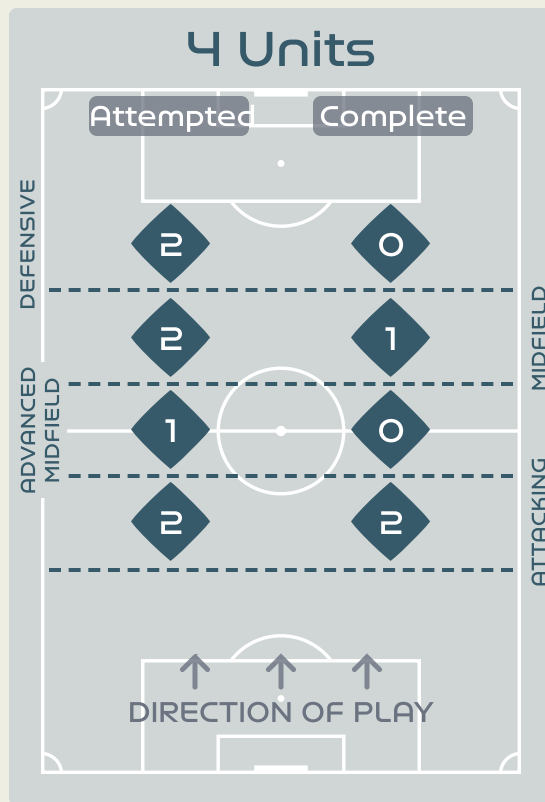 4 Units
Attempted
Complete
DEFENSIVE
2
0
MIDFIELD
2
1
ADVANCED
MIDFIELD
1
0
ATTACKING
2
2
DIRECTION OF PLAY